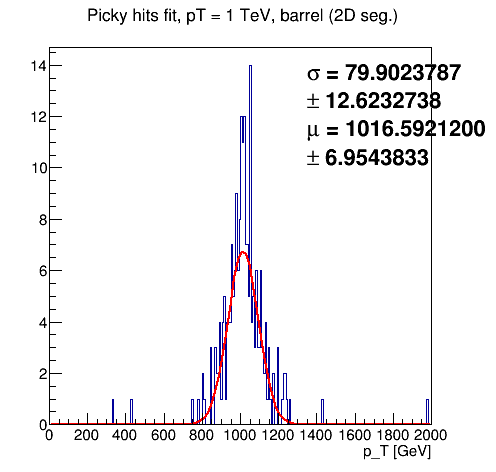 Picky hits fit, pT = 1 TeV, barrel (2D seg.)
σ = 79.9023787
± 12.6232738
μ = 1016.5921200
± 6.9543833
14
12
10
8
6
4
2
0
0 200 400 600 800 1000 1200 1400 1600 1800 2000
p_T [GeV]